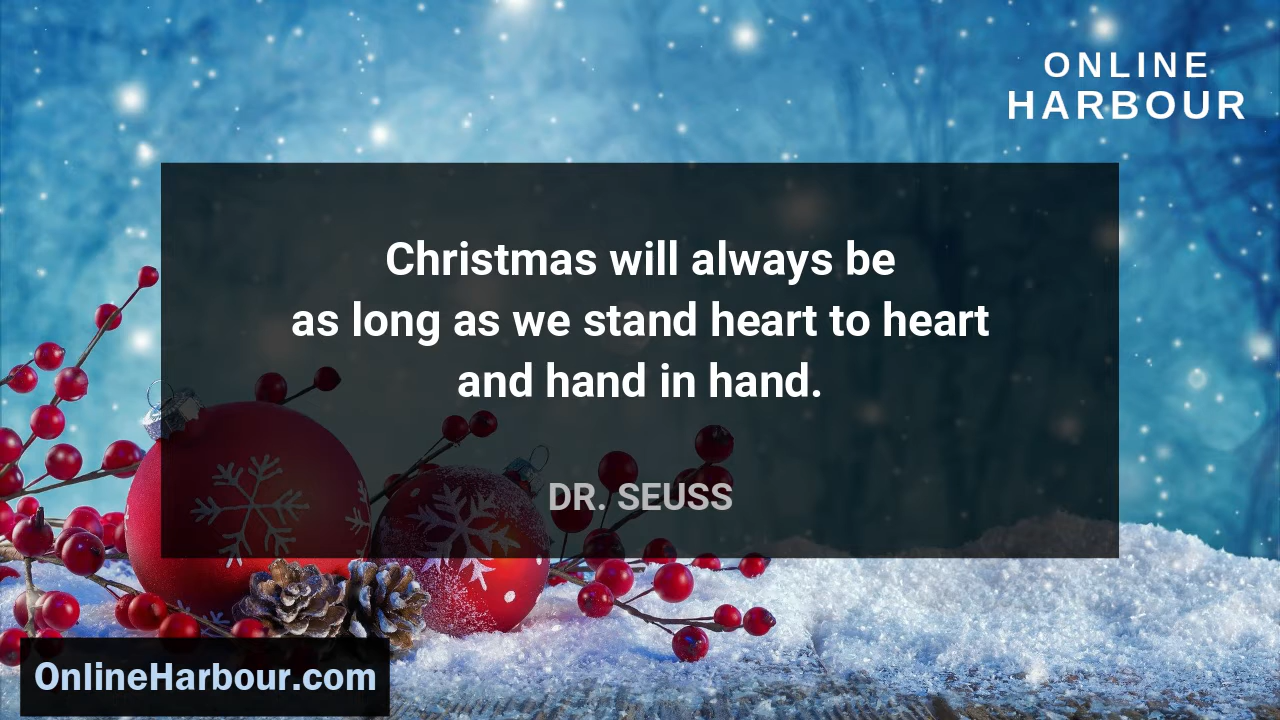 ONLINE
HARBOUR
Christmas will always be
as long as we stand heart to heart
and hand in hand.
DR. SEUSS
OnlineHarbour.com